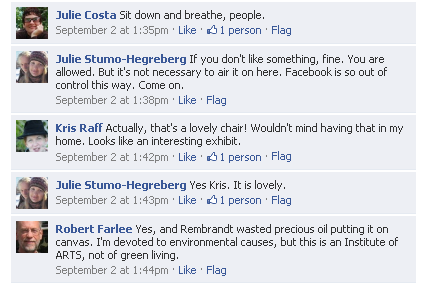 Julie Costa Sit down and breathe, people.
September 2 at 1:35pm · Like · 1 person · Flag
Julie Stumo-Hegreberg If you don't like something, fine. You are
allowed. But it's not necessary to air it on here. Facebook is so out of
control this way. Come on.
September 2 at 1:38pm · Like · Flag
Kris Raff Actually, that's a lovely chair! Wouldn't mind having that in my
home. Looks like an interesting exhibit.
September 2 at 1:42pm · Like · 1 person · Flag
Julie Stumo-Hegreberg Yes Kris. It is lovely.
September 2 at 1:43pm · Like · 1 person · Flag
Robert Farlee Yes, and Rembrandt wasted precious oil putting it on
canvas. I'm devoted to environmental causes, but this is an Institute of
ARTS, not of green living.
September 2 at 1:44pm · Like · Flag